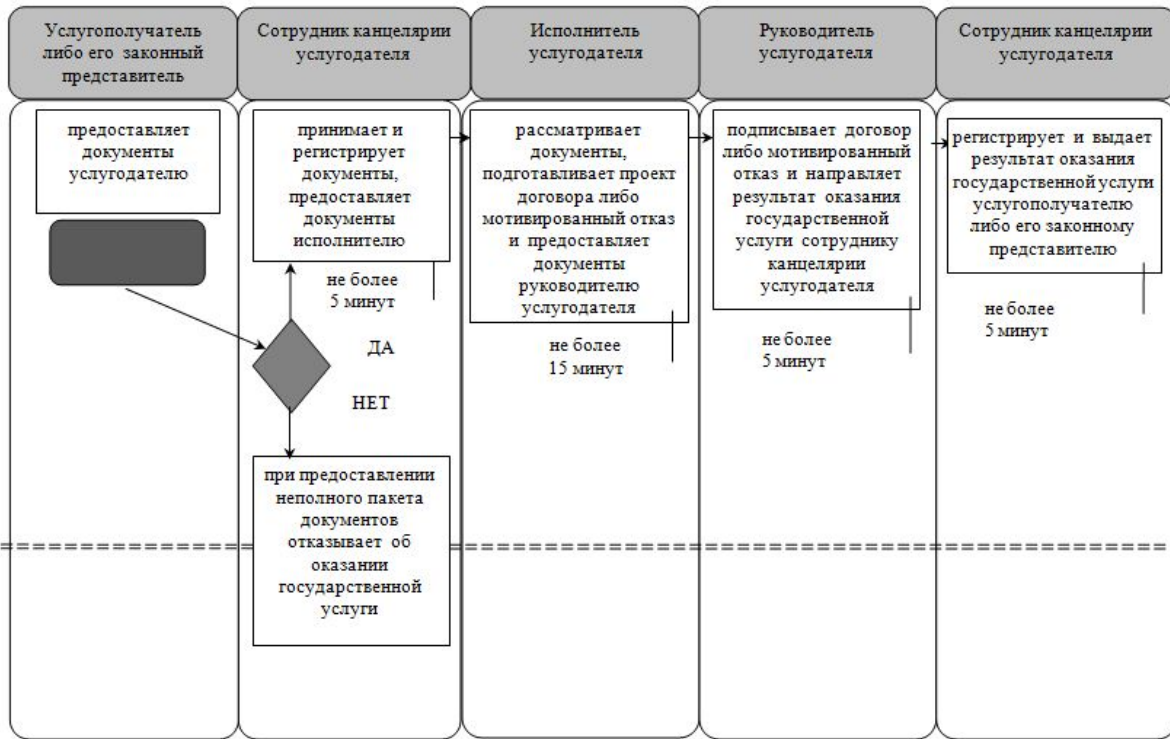 Услугополучатель
либо его законный
представитель
Сотрудник канцелярии
услугодателя
Исполнитель
услугодателя
Руководитель
услугодателя
Сотрудник канцелярии
услугодателя
предоставляет
документы
услугодателю
принимает и
регистрирует
документы,
предоставляет
документы
исполнителю
не более
5 минут
ДА
НЕТ
при предоставлении
неполного пакета
документов
отказывает об
оказании
государственной
услуги
рассматривает
документы,
подготавливает проект
договора либо
мотивированный отказ
и предоставляет
документы
руководителю
услугодателя
не более
15 минут
подписывает договор
либо мотивированный
отказ и направляет
результат оказания
государственной
услуги сотруднику
канцелярии
услугодателя
не более
5 минут
регистрирует и выдает
результат оказания
государственной услуги
услугополучателю
либо его законному
представителю
не более
5 минут